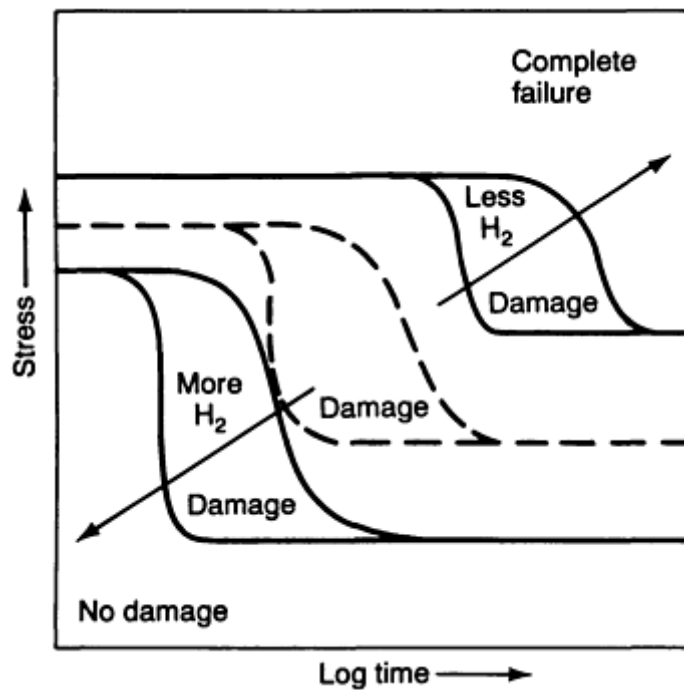 Complete
failure
Less
H₂
Damage
Stress
More
H₂
Damage
Damage
No damage
Log time